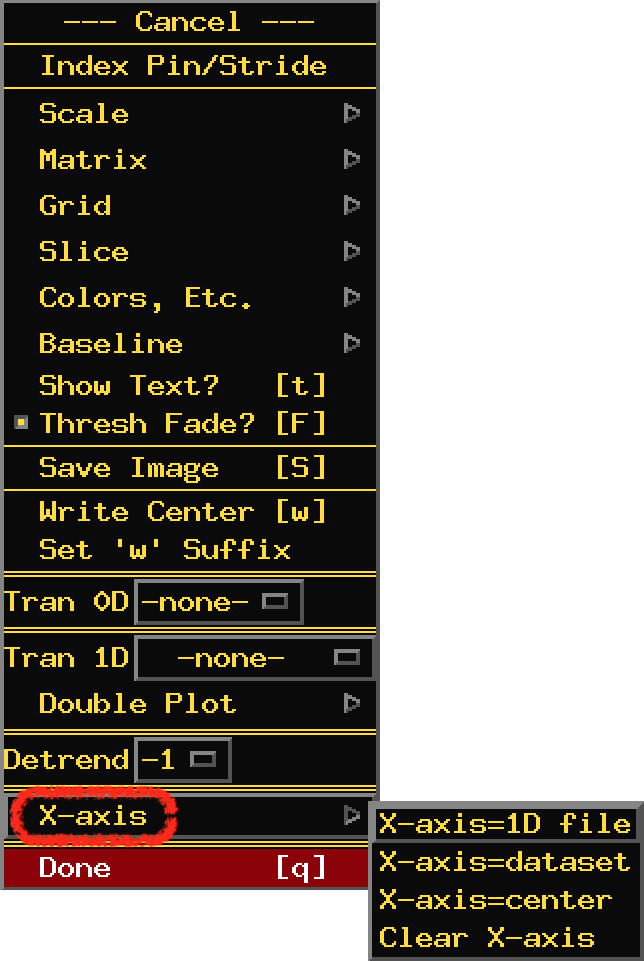 --- Cancel ---
Index Pin/Stride
Scale
Matrix
Grid
Slice
Colors, Etc.
Baseline
Show Text? [t]
Thresh Fade? [F]
Save Image [S]
Write Center [w]
Set 'w' Suffix
Tran 0D -none-
Tran 1D -none-
Double Plot
Detrend -1
X-axis
Done [q]
X-axis=1D file
X-axis=dataset
X-axis=center
Clear X-axis